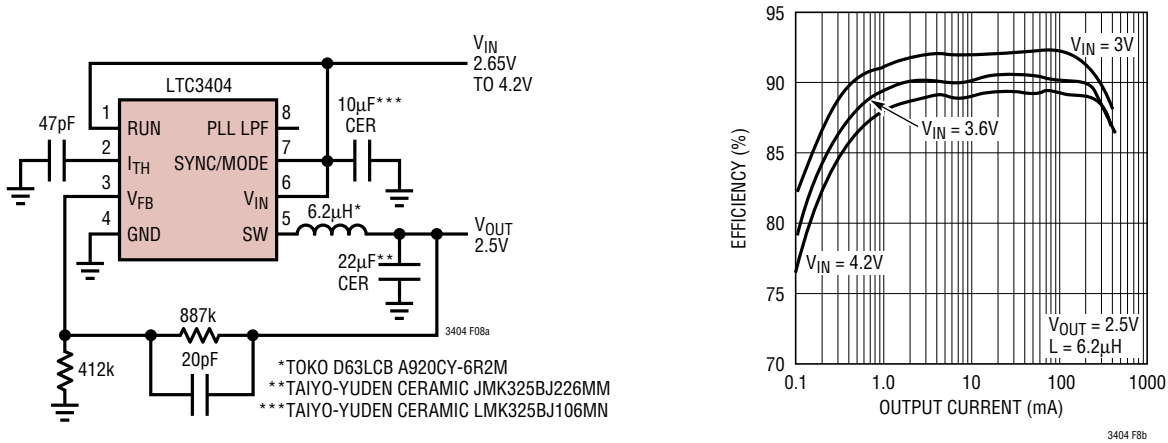 V_IN
2.65V
TO 4.2V
LTC3404
1
RUN
PLL LPF
8
47pF
2
I_TH
SYNC/MODE
7
10µF***
CER
3
V_FB
V_IN
6
4
GND
SW
5
6.2µH*
V_OUT
2.5V
22µF**
CER
887k
3404 F08a
412k
20pF
*TOKO D63LCB A920CY-6R2M
**TAIYO-YUDEN CERAMIC JMK325BJ226MM
***TAIYO-YUDEN CERAMIC LMK325BJ106MN
EFFICIENCY (%)
95
90
85
80
75
70
V_IN = 3V
V_IN = 3.6V
V_IN = 4.2V
V_OUT = 2.5V
L = 6.2µH
0.1
1.0
10
100
1000
OUTPUT CURRENT (mA)
3404 F8b